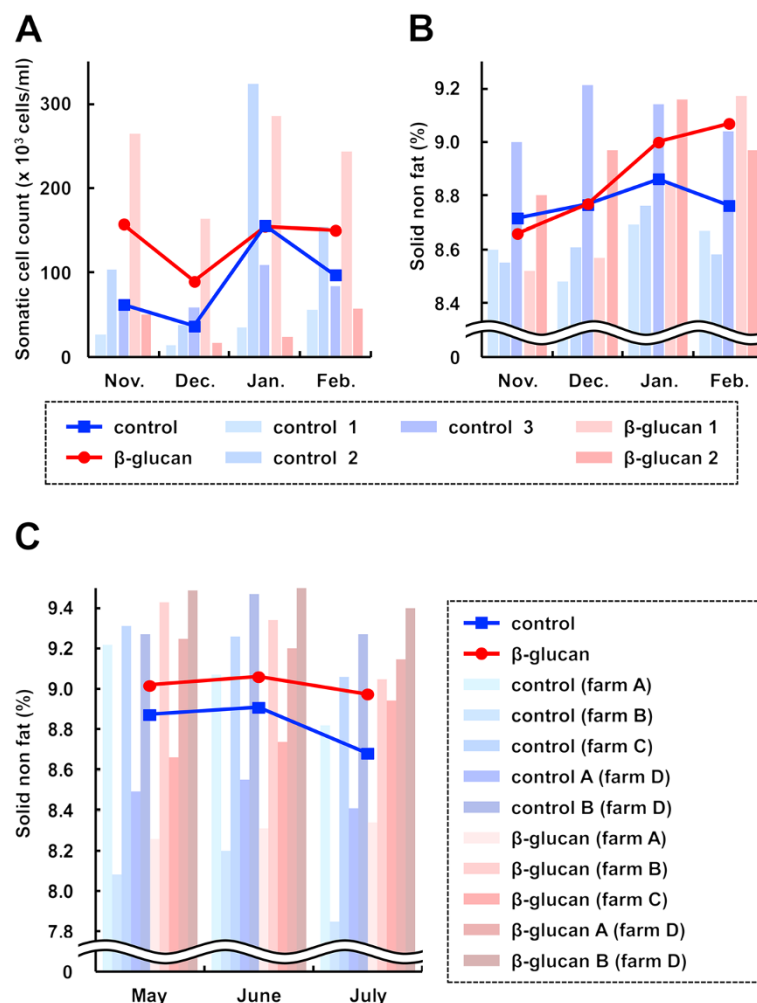 A
B
Somatic cell count (x 10³ cells/ml)
300
200
100
0
Nov. Dec. Jan. Feb.
Solid non fat (%)
9.2
9.0
8.8
8.6
8.4
0
Nov. Dec. Jan. Feb.
control control 1 control 3 β-glucan 1
β-glucan control 2 β-glucan 2
C
Solid non fat (%)
9.4
9.2
9.0
8.8
8.6
8.4
8.2
8.0
7.8
0
May June July
control
β-glucan
control (farm A)
control (farm B)
control (farm C)
control A (farm D)
control B (farm D)
β-glucan (farm A)
β-glucan (farm B)
β-glucan (farm C)
β-glucan A (farm D)
β-glucan B (farm D)